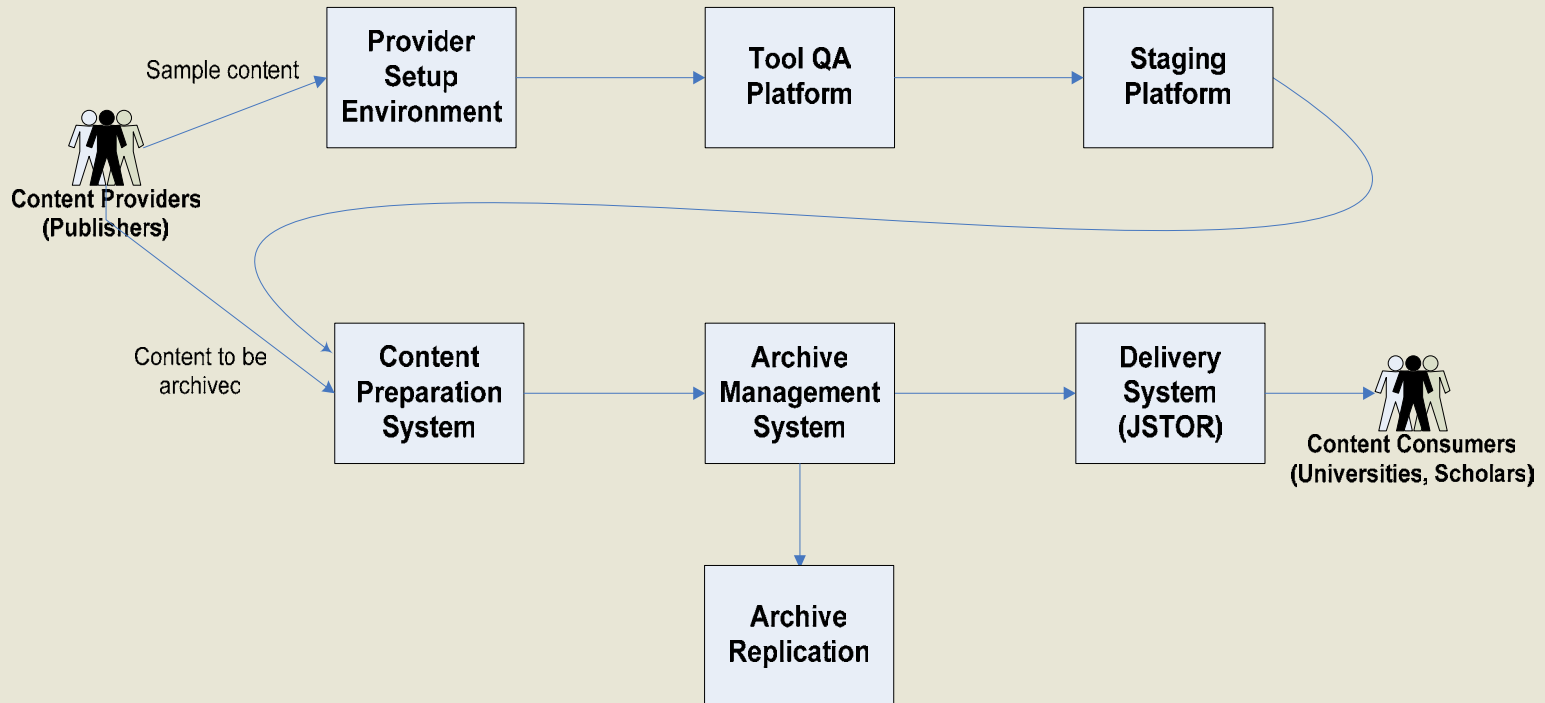 Provider
Setup
Environment
Tool QA
Platform
Staging
Platform
Sample content
Content Providers
(Publishers)
Content to be
archivec
Content
Preparation
System
Archive
Management
System
Delivery
System
(JSTOR)
Content Consumers
(Universities, Scholars)
Archive
Replication